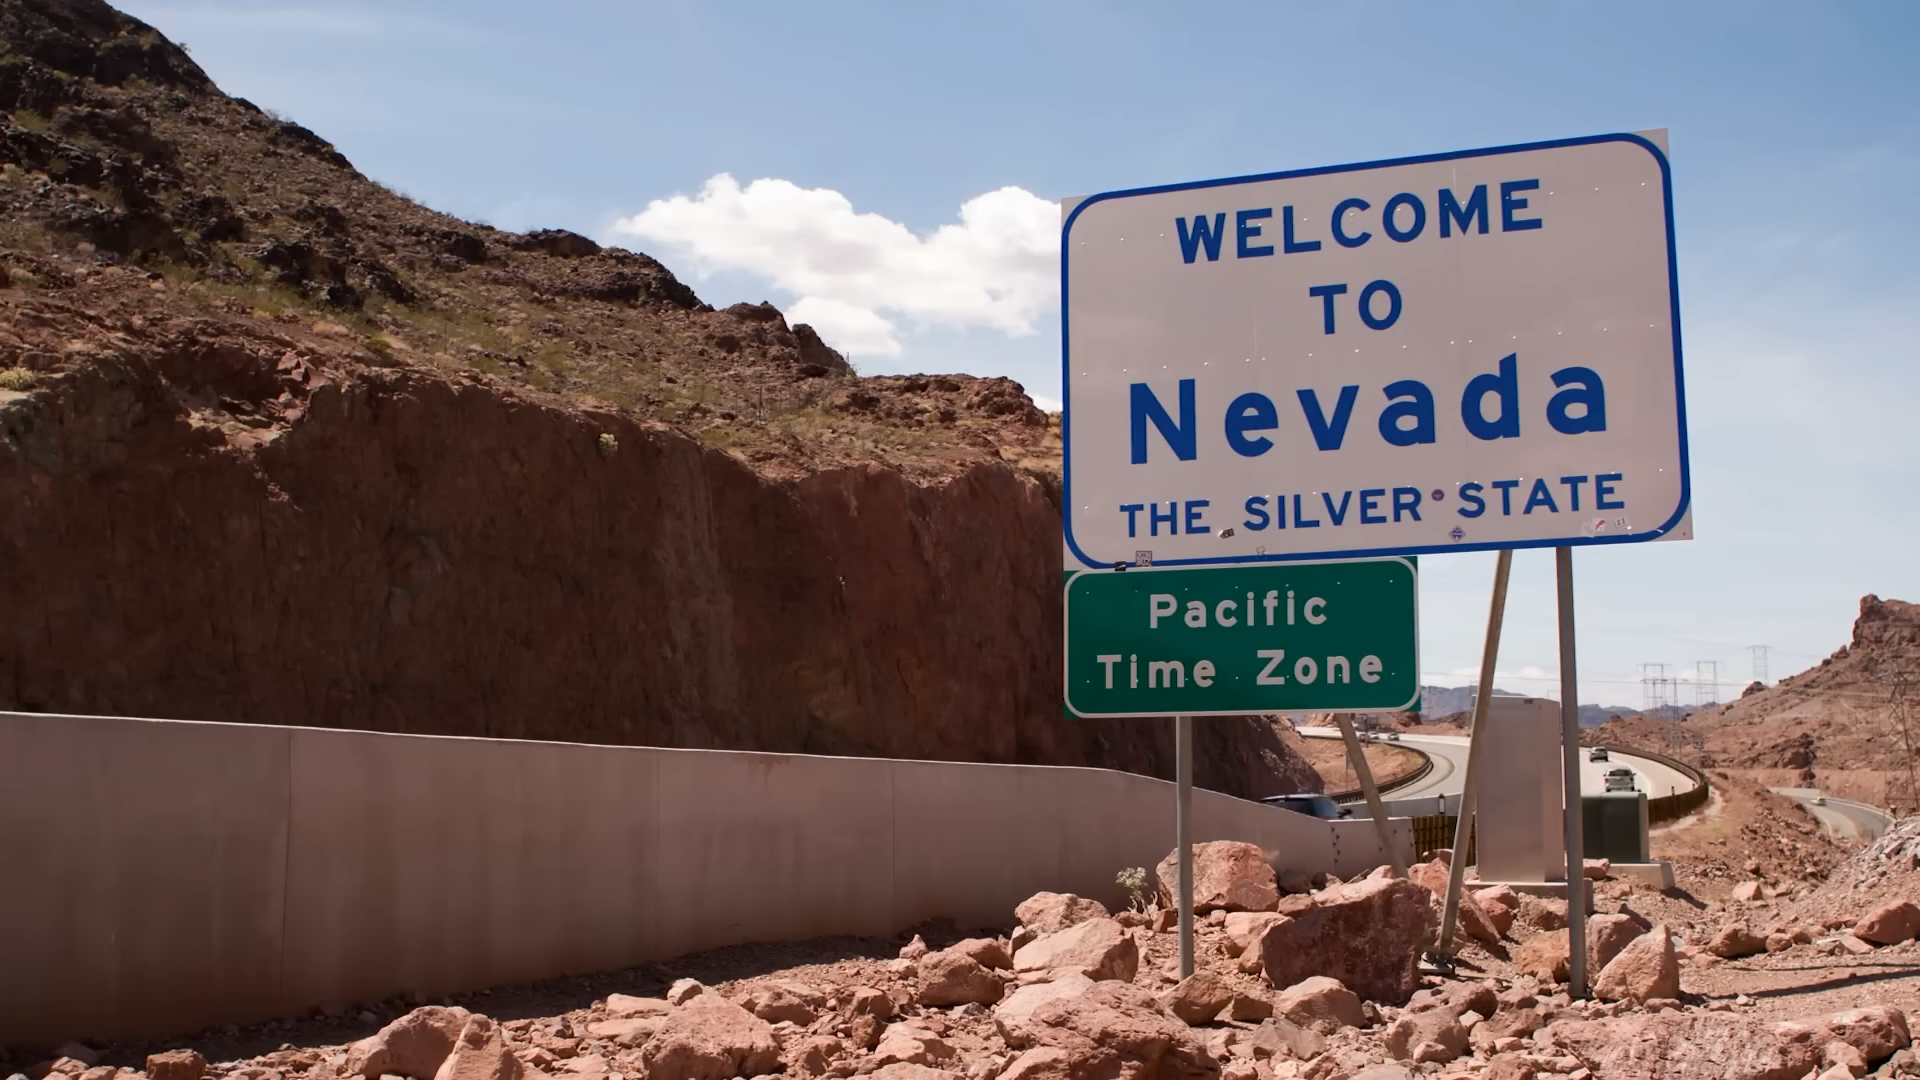 WELCOME
TO
Nevada
THE SILVER STATE
Pacific
Time Zone